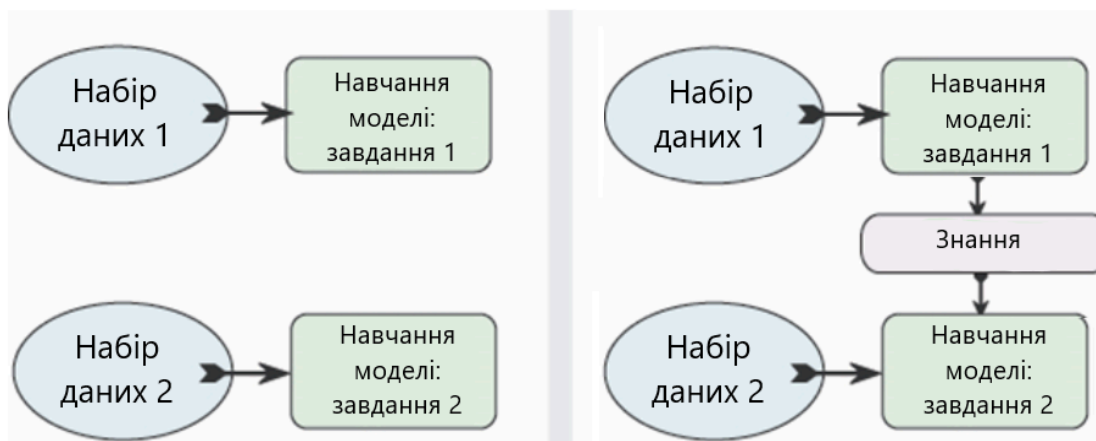 Набір
даних 1
Навчання
моделі:
завдання 1
Набір
даних 2
Навчання
моделі:
завдання 2
Набір
даних 1
Навчання
моделі:
завдання 1
Знання
Набір
даних 2
Навчання
моделі:
завдання 2